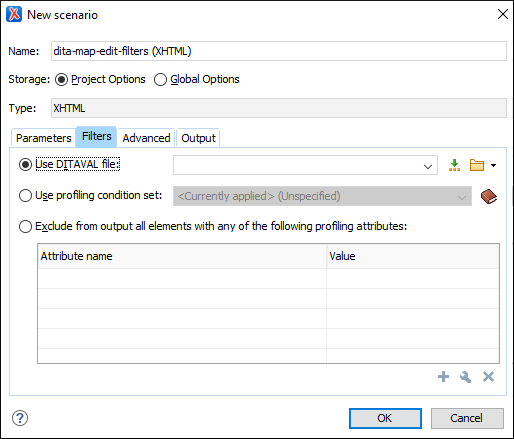 New scenario
Name: dita-map-edit-filters (XHTML)
Storage: Project Options Global Options
Type: XHTML
Parameters Filters Advanced Output
Use DITAVAL file:
Use profiling condition set: <Currently applied> (Unspecified)
Exclude from output all elements with any of the following profiling attributes:
Attribute name Value
? OK Cancel